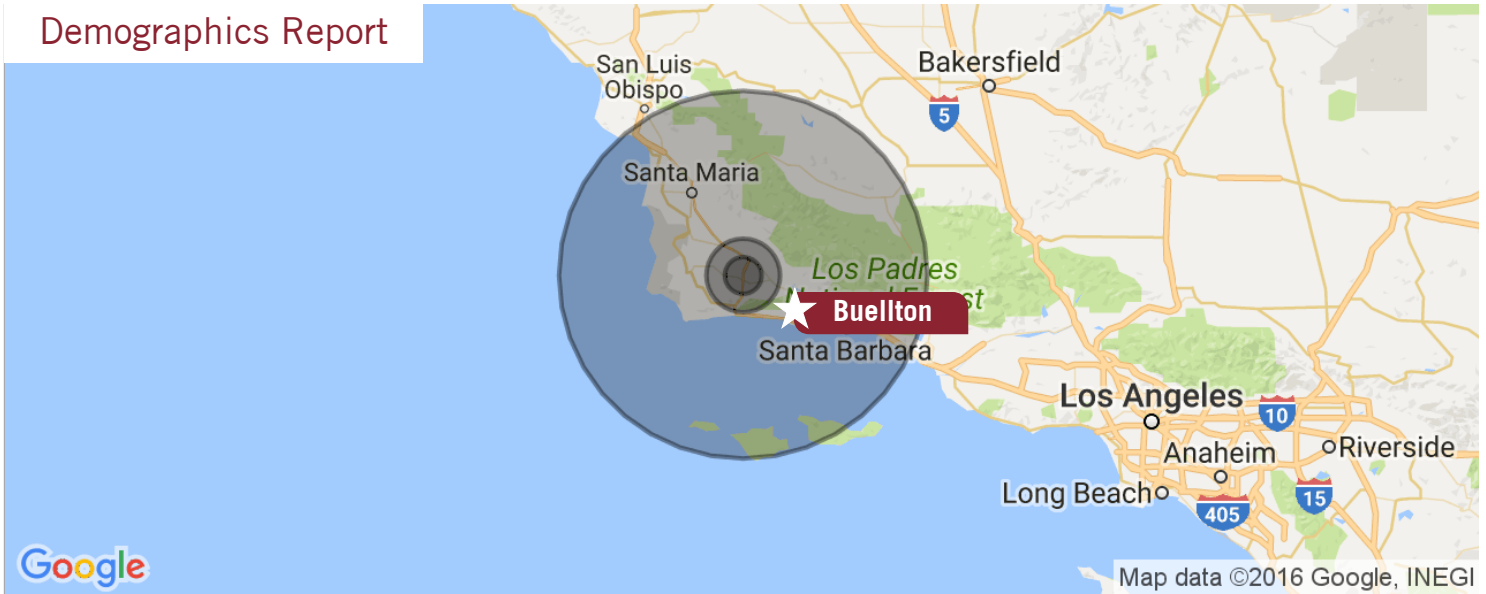 Demographics Report
San Luis
Obispo
Bakersfield
5
Santa Maria
Los Padres
National Forest
Buellton
Santa Barbara
Los Angeles
10
Anaheim
Riverside
Long Beach
15
405
Google
Map data ©2016 Google, INEGI